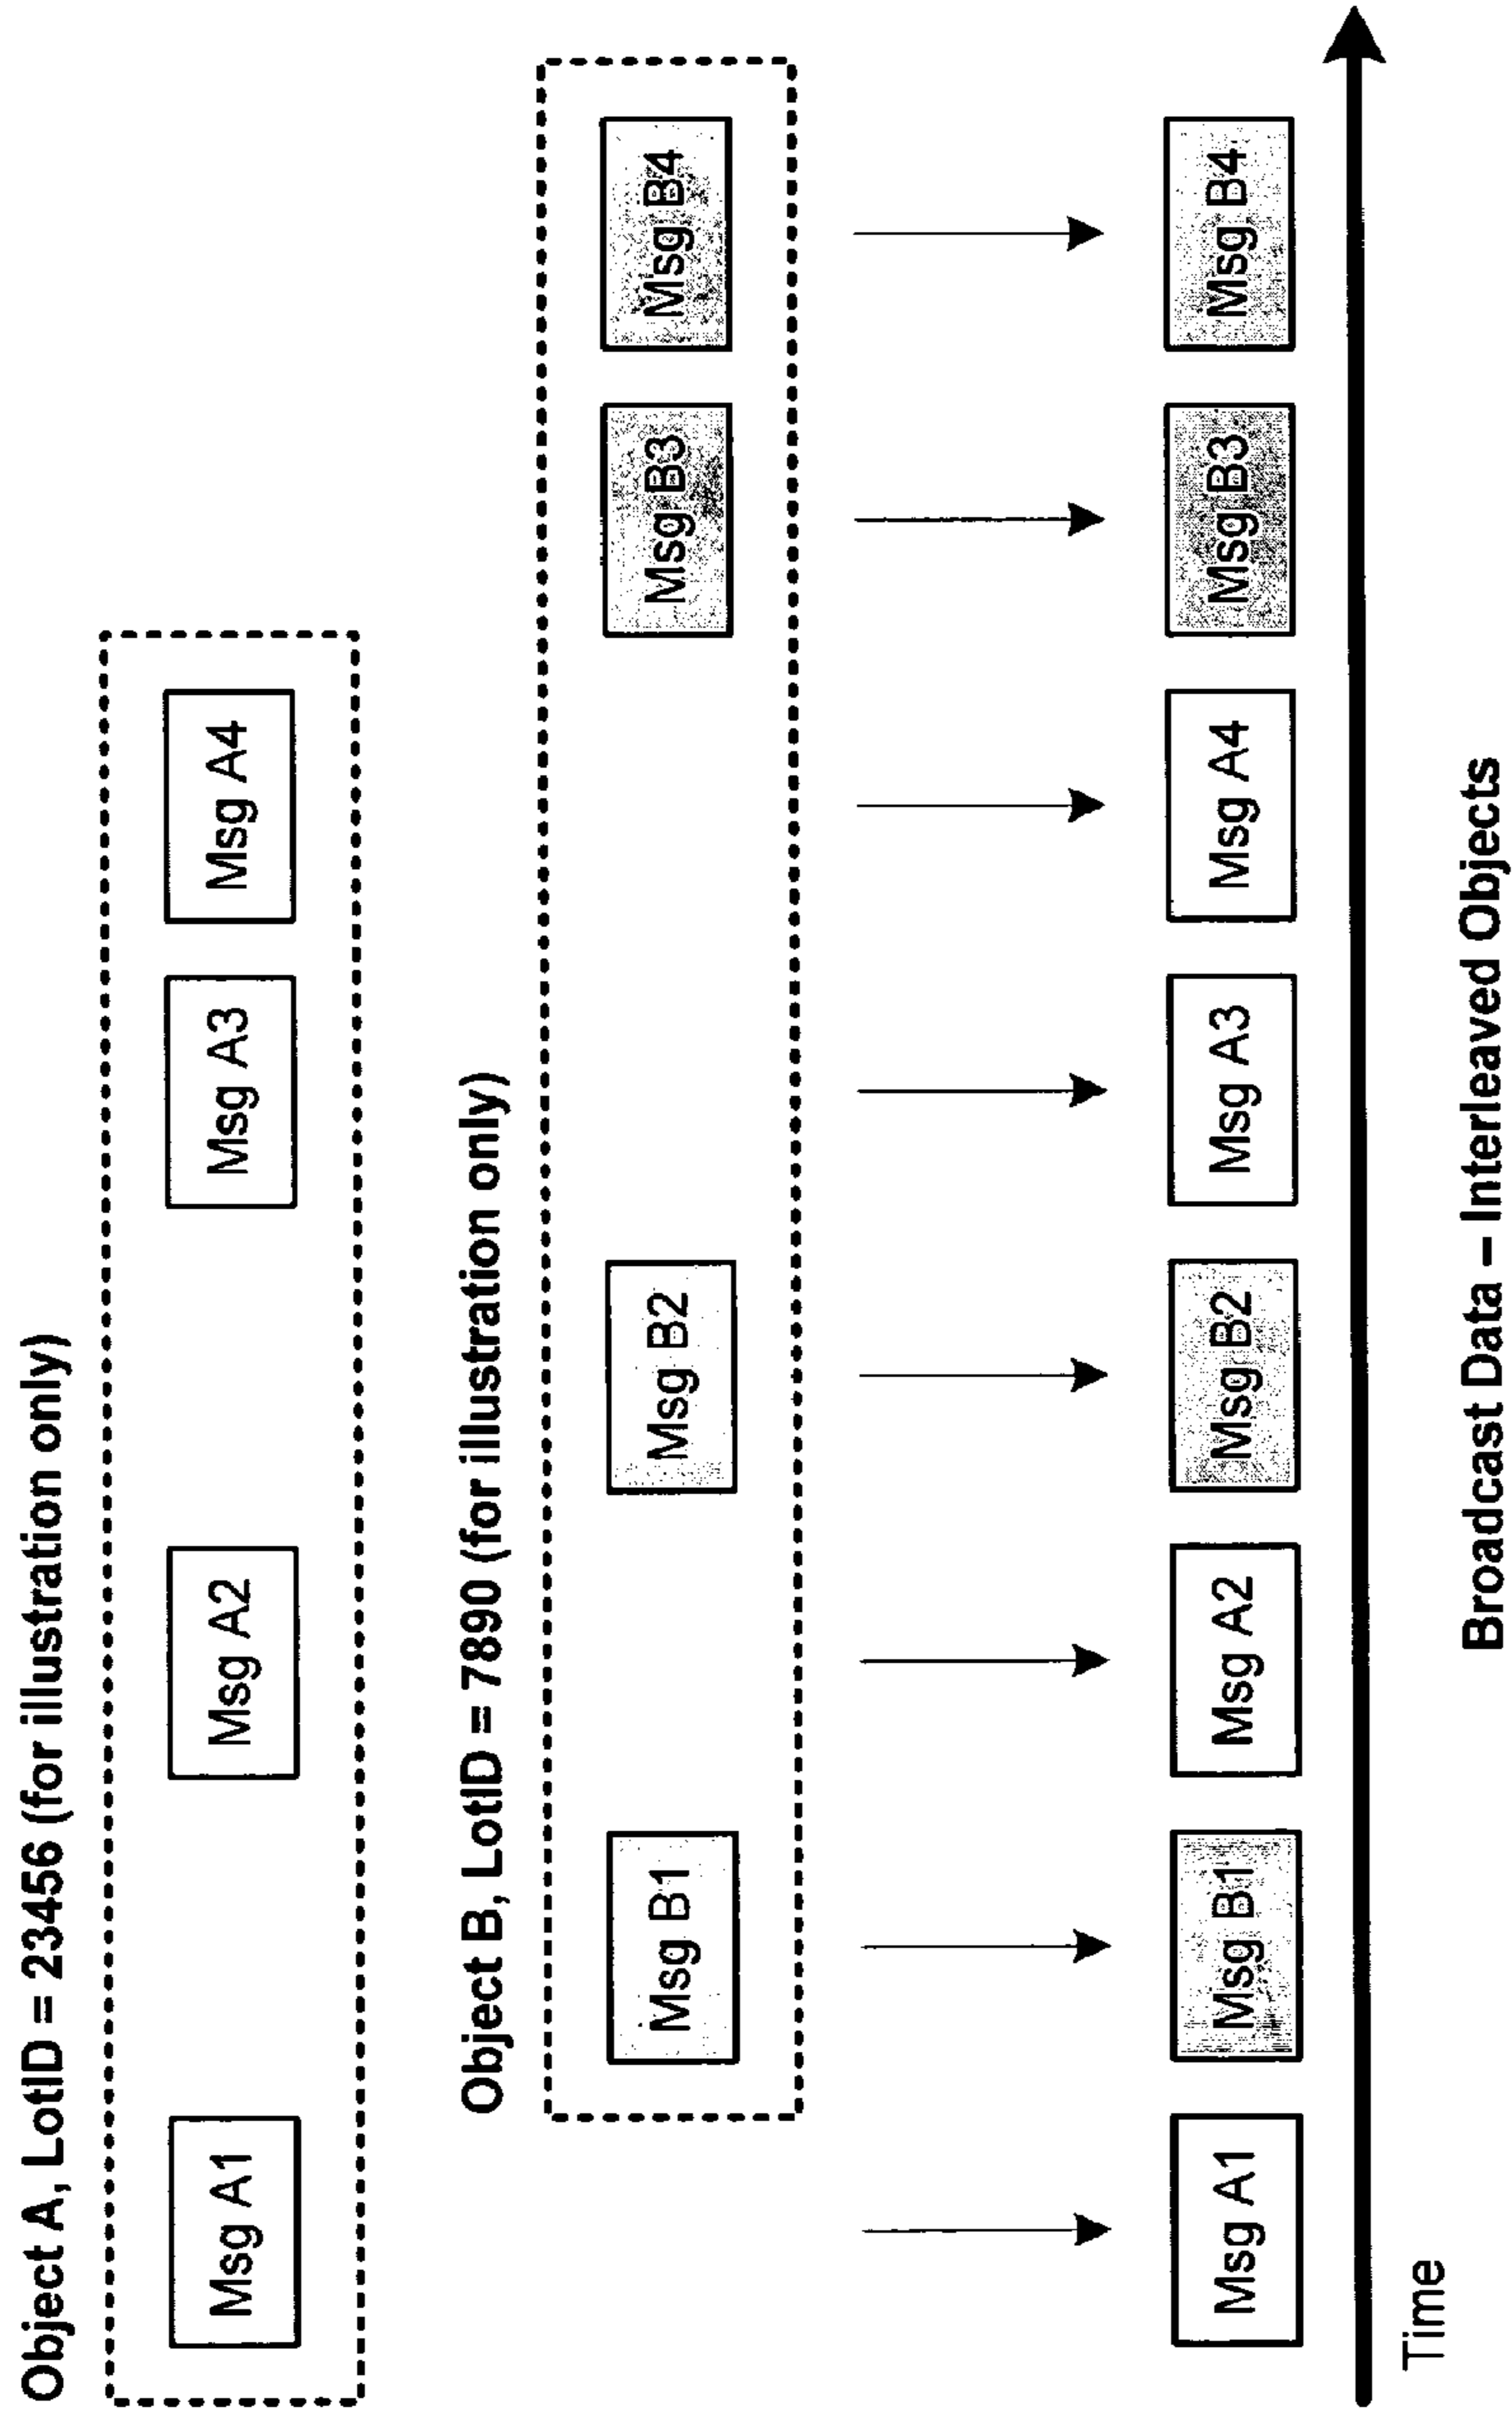 Object A, LotID = 23456 (for illustration only)
Msg A1
Msg A2
Msg A3
Msg A4
Object B, LotID = 7890 (for illustration only)
Msg B1
Msg B2
Msg B3
Msg B4
Msg A1
Msg B1
Msg A2
Msg B2
Msg A3
Msg A4
Msg B3
Msg B4
Time
Broadcast Data – Interleaved Objects